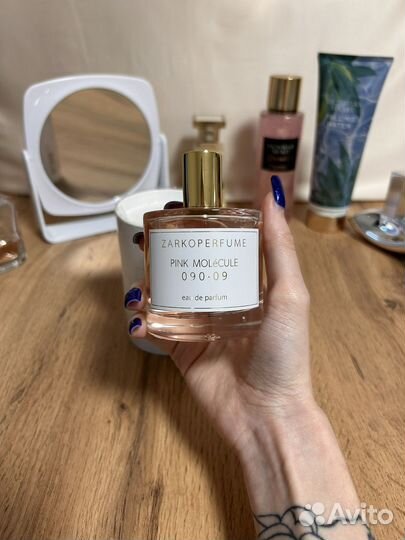 ZARKOPERFUME
PINK MOLéCULE
090·09
eau de parfum
Avito